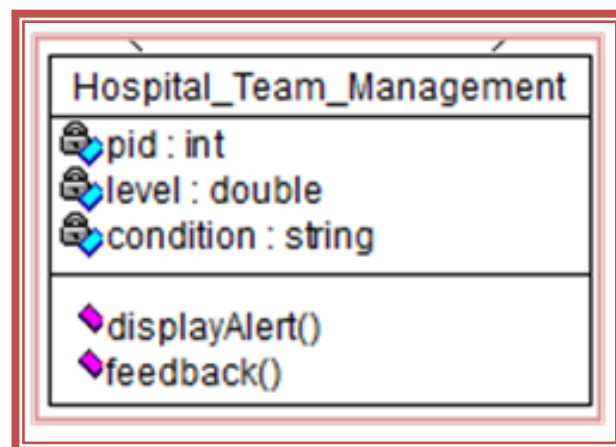 Hospital_Team_Management
pid : int
level : double
condition : string
displayAlert()
feedback()